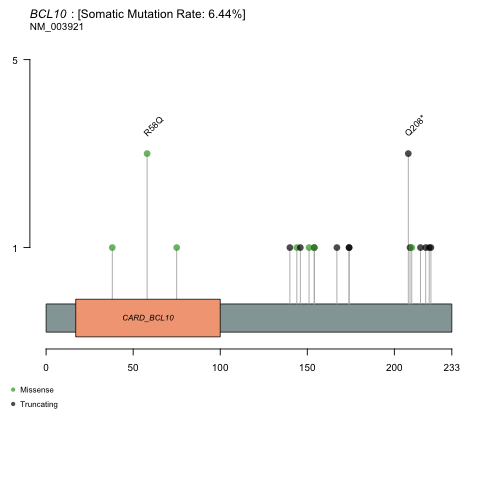 BCL10 : [Somatic Mutation Rate: 6.44%]
NM_003921
5
R58Q
Q208*
1
CARD_BCL10
0 50 100 150 200 233
Missense
Truncating